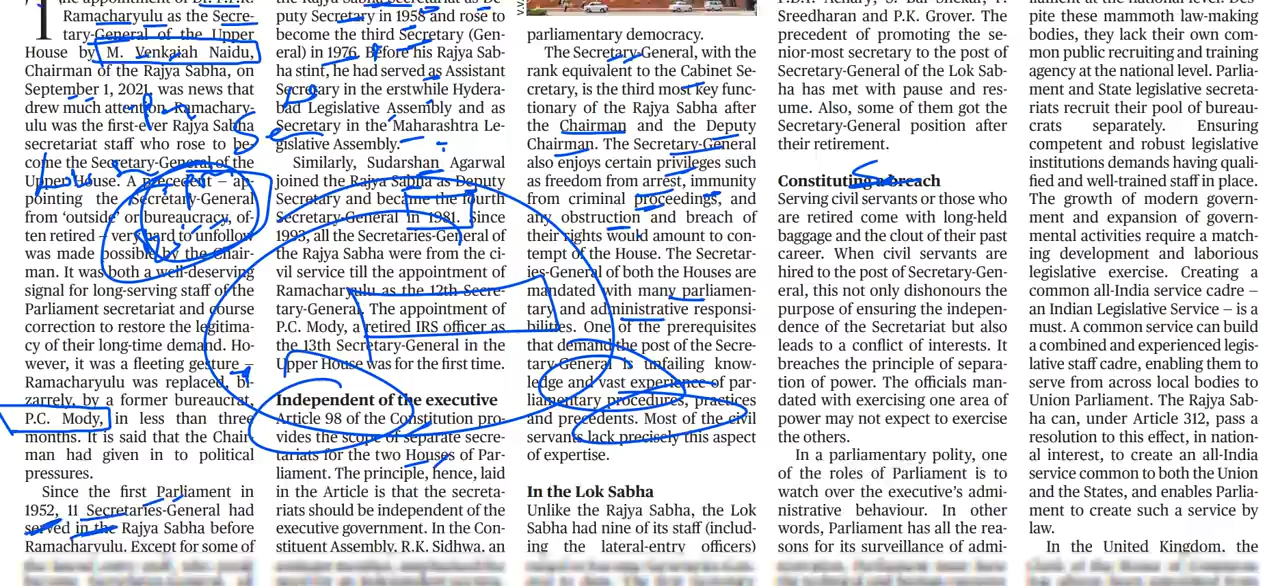 the appointment of Dr. P.P.K.
Ramacharyulu as the Secre-
tary-General of the Upper
House by M. Venkaiah Naidu,
Chairman of the Rajya Sabha, on
September 1, 2021, was news that
drew much attention. Ramachary-
ulu was the first-ever Rajya Sabha
secretariat staff who rose to be-
come the Secretary-General of the
Upper House. A precedent — ap-
pointing the Secretary-General
from ‘outside’ or bureaucracy, of-
ten retired — very hard to unfollow
was made possible by the Chair-
man. It was both a well-deserving
signal for long-serving staff of the
Parliament secretariat and course
correction to restore the legitima-
cy of their long-time demand. Ho-
wever, it was a fleeting gesture —
Ramacharyulu was replaced, bi-
zarrely, by a former bureaucrat,
P.C. Mody, in less than three
months. It is said that the Chair-
man had given in to political
pressures.
Since the first Parliament in
1952, 11 Secretaries-General had
served in the Rajya Sabha before
Ramacharyulu. Except for some of
the Rajya Sabha Secretariat as De-
puty Secretary in 1958 and rose to
become the third Secretary (Gen-
eral) in 1976. Before his Rajya Sab-
ha stint, he had served as Assistant
Secretary in the erstwhile Hydera-
bad Legislative Assembly and as
Secretary in the Maharashtra Le-
gislative Assembly.
Similarly, Sudarshan Agarwal
joined the Rajya Sabha as Deputy
Secretary and became the fourth
Secretary-General in 1981. Since
1993, all the Secretaries-General of
the Rajya Sabha were from the ci-
vil service till the appointment of
Ramacharyulu as the 12th Secre-
tary-General. The appointment of
P.C. Mody, a retired IRS officer as
the 13th Secretary-General in the
Upper House was for the first time.
Independent of the executive
Article 98 of the Constitution pro-
vides the scope of separate secre-
tariats for the two Houses of Par-
liament. The principle, hence, laid
in the Article is that the secreta-
riats should be independent of the
executive government. In the Con-
stituent Assembly, R.K. Sidhwa, an
parliamentary democracy.
The Secretary-General, with the
rank equivalent to the Cabinet Se-
cretary, is the third most key func-
tionary of the Rajya Sabha after
the Chairman and the Deputy
Chairman. The Secretary-General
also enjoys certain privileges such
as freedom from arrest, immunity
from criminal proceedings, and
any obstruction and breach of
their rights would amount to con-
tempt of the House. The Secretar-
ies-General of both the Houses are
mandated with many parliamen-
tary and administrative responsi-
bilities. One of the prerequisites
that demand the post of the Secre-
tary-General is unfailing know-
ledge and vast experience of par-
liamentary procedures, practices
and precedents. Most of the civil
servants lack precisely this aspect
of expertise.
In the Lok Sabha
Unlike the Rajya Sabha, the Lok
Sabha had nine of its staff (includ-
ing the lateral-entry officers)
Sreedharan and P.K. Grover. The
precedent of promoting the se-
nior-most secretary to the post of
Secretary-General of the Lok Sab-
ha has met with pause and res-
ume. Also, some of them got the
Secretary-General position after
their retirement.
Constituting a breach
Serving civil servants or those who
are retired come with long-held
baggage and the clout of their past
career. When civil servants are
hired to the post of Secretary-Gen-
eral, this not only dishonours the
purpose of ensuring the indepen-
dence of the Secretariat but also
leads to a conflict of interests. It
breaches the principle of separa-
tion of power. The officials man-
dated with exercising one area of
power may not expect to exercise
the others.
In a parliamentary polity, one
of the roles of Parliament is to
watch over the executive’s admi-
nistrative behaviour. In other
words, Parliament has all the rea-
sons for its surveillance of admi-
liament at the national level. Des-
pite these mammoth law-making
bodies, they lack their own com-
mon public recruiting and training
agency at the national level. Parlia-
ment and State legislative secreta-
riats recruit their pool of bureau-
crats separately. Ensuring
competent and robust legislative
institutions demands having quali-
fied and well-trained staff in place.
The growth of modern govern-
ment and expansion of govern-
mental activities require a match-
ing development and laborious
legislative exercise. Creating a
common all-India service cadre —
an Indian Legislative Service — is a
must. A common service can build
a combined and experienced legis-
lative staff cadre, enabling them to
serve from across local bodies to
Union Parliament. The Rajya Sab-
ha can, under Article 312, pass a
resolution to this effect, in nation-
al interest, to create an all-India
service common to both the Union
and the States, and enables Parlia-
ment to create such a service by
law.
In the United Kingdom, the